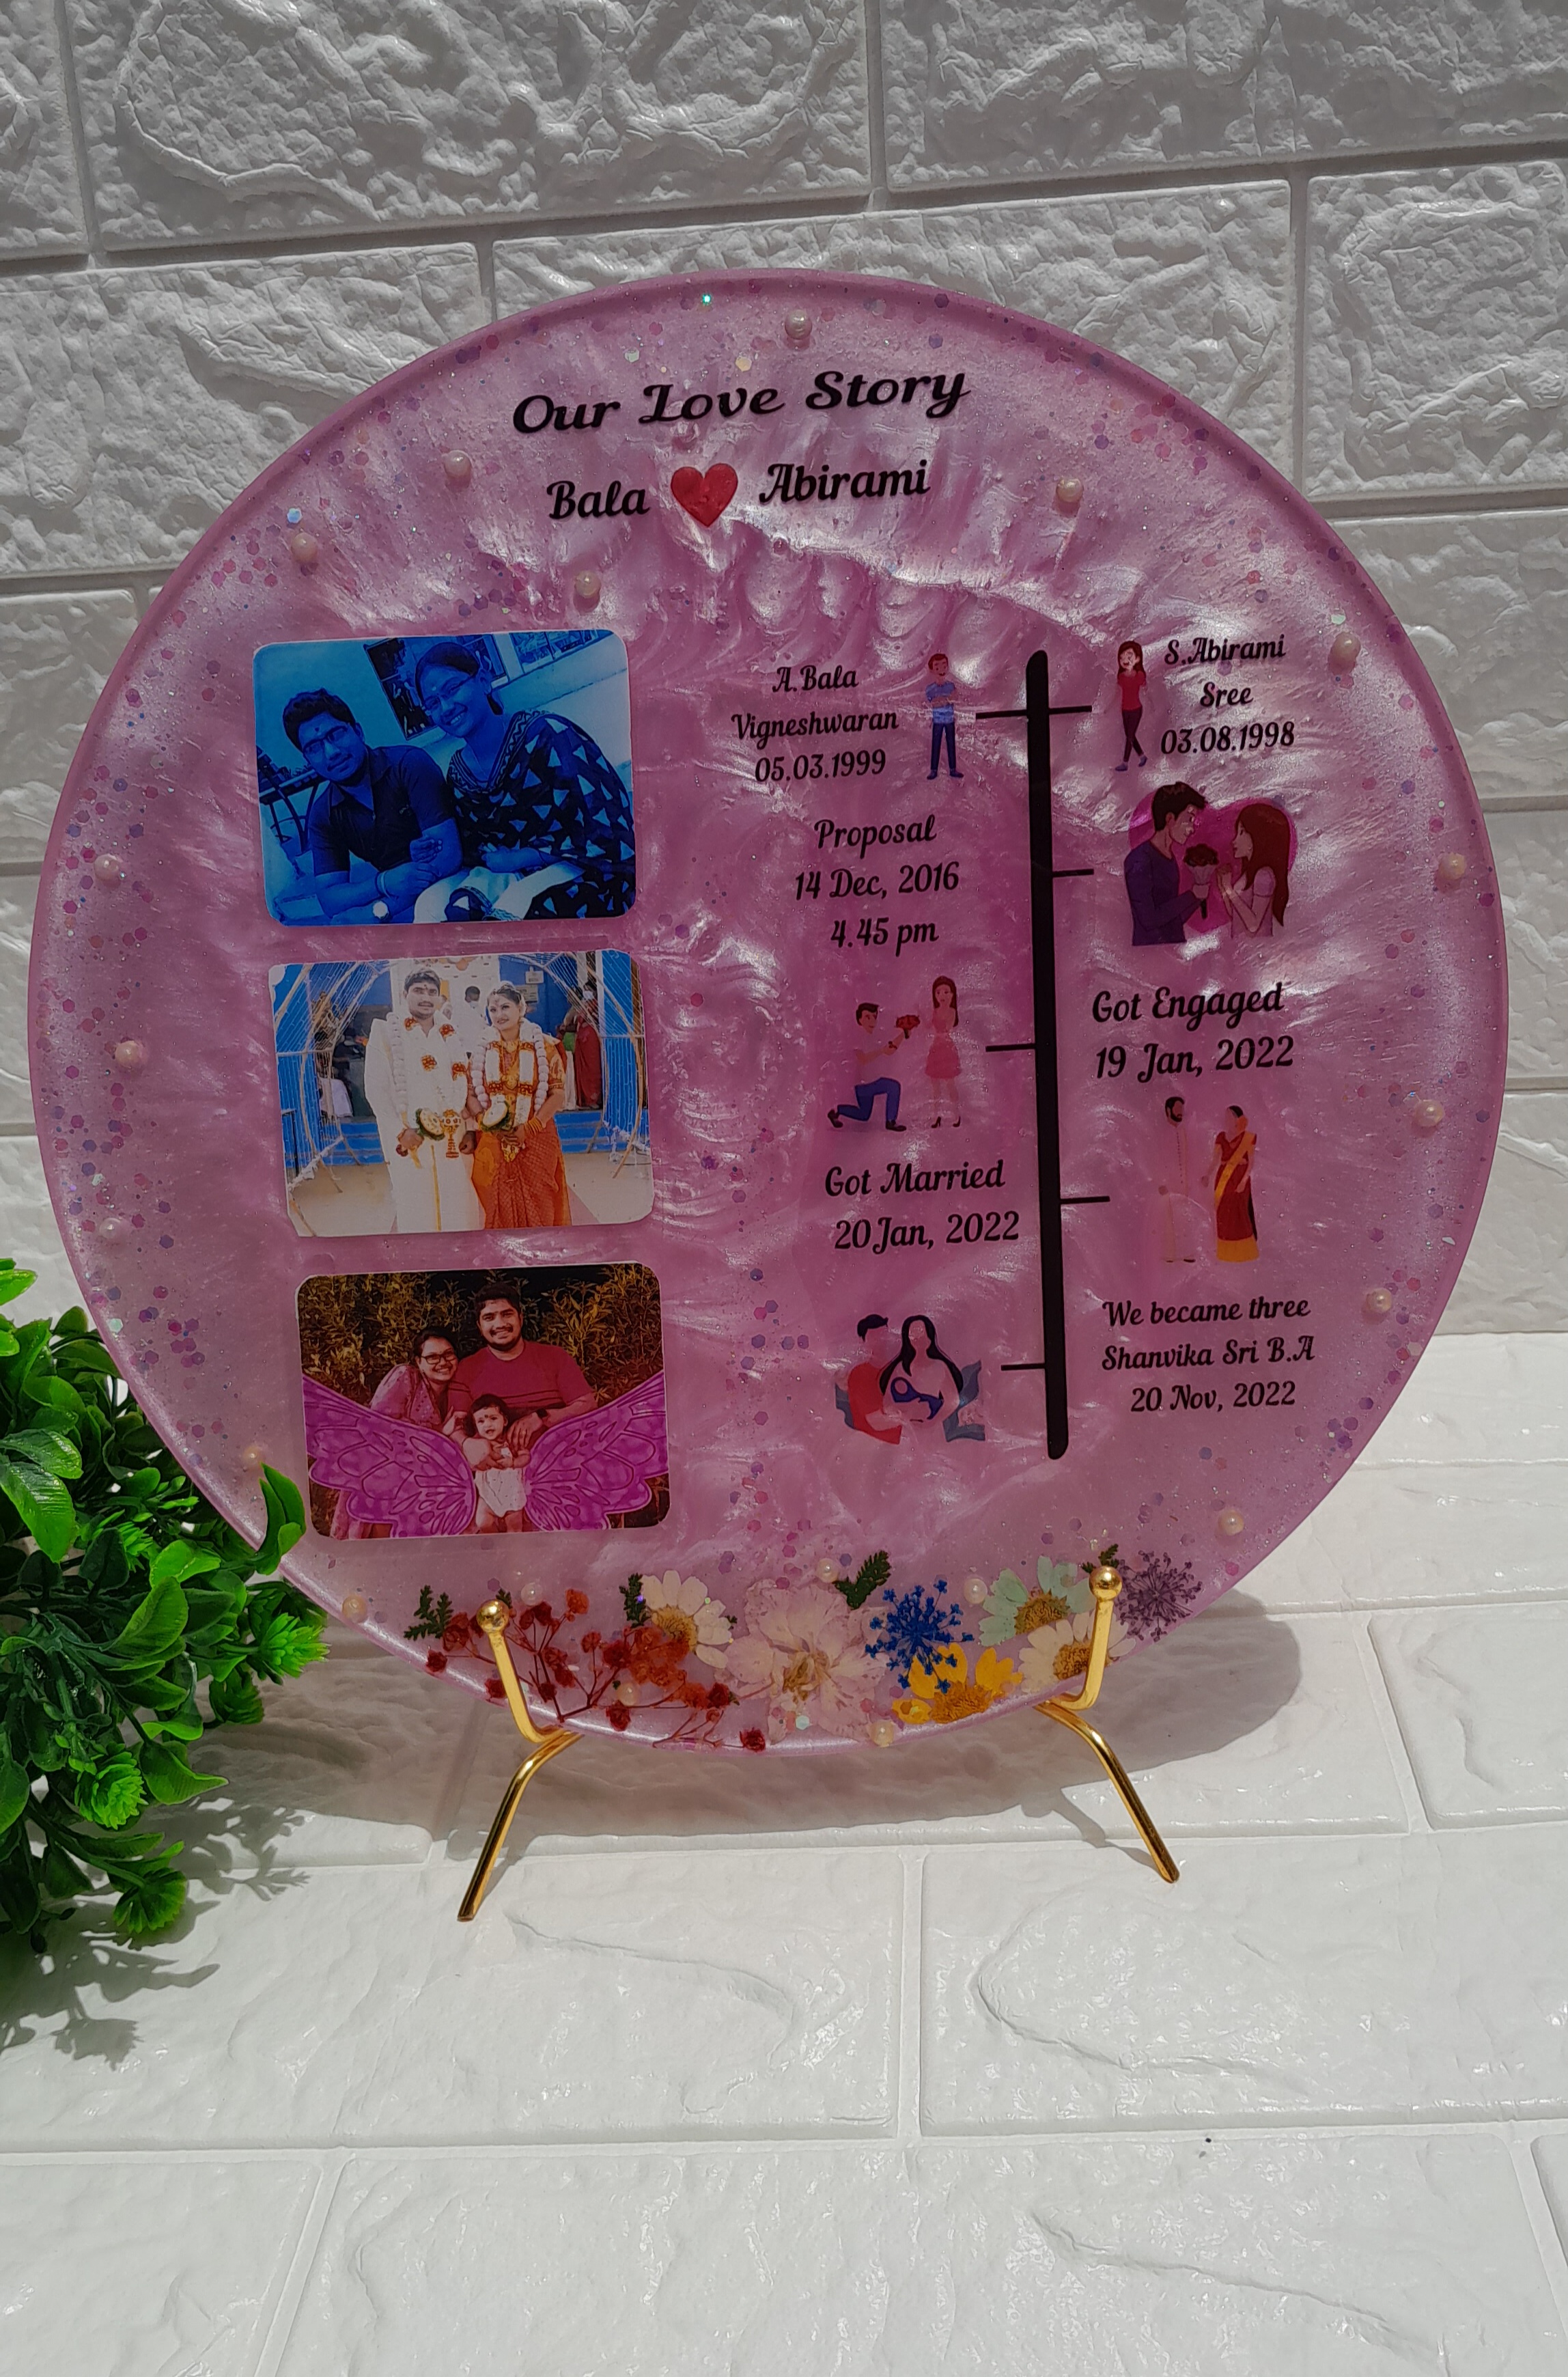 Our Love Story
Bala ❤ Abirami
A.Bala
Vigneshwaran
05.03.1999
S.Abirami
Sree
03.08.1998
Proposal
14 Dec, 2016
4.45 pm
Got Engaged
19 Jan, 2022
Got Married
20 Jan, 2022
We became three
Shanvika Sri B.A
20 Nov, 2022